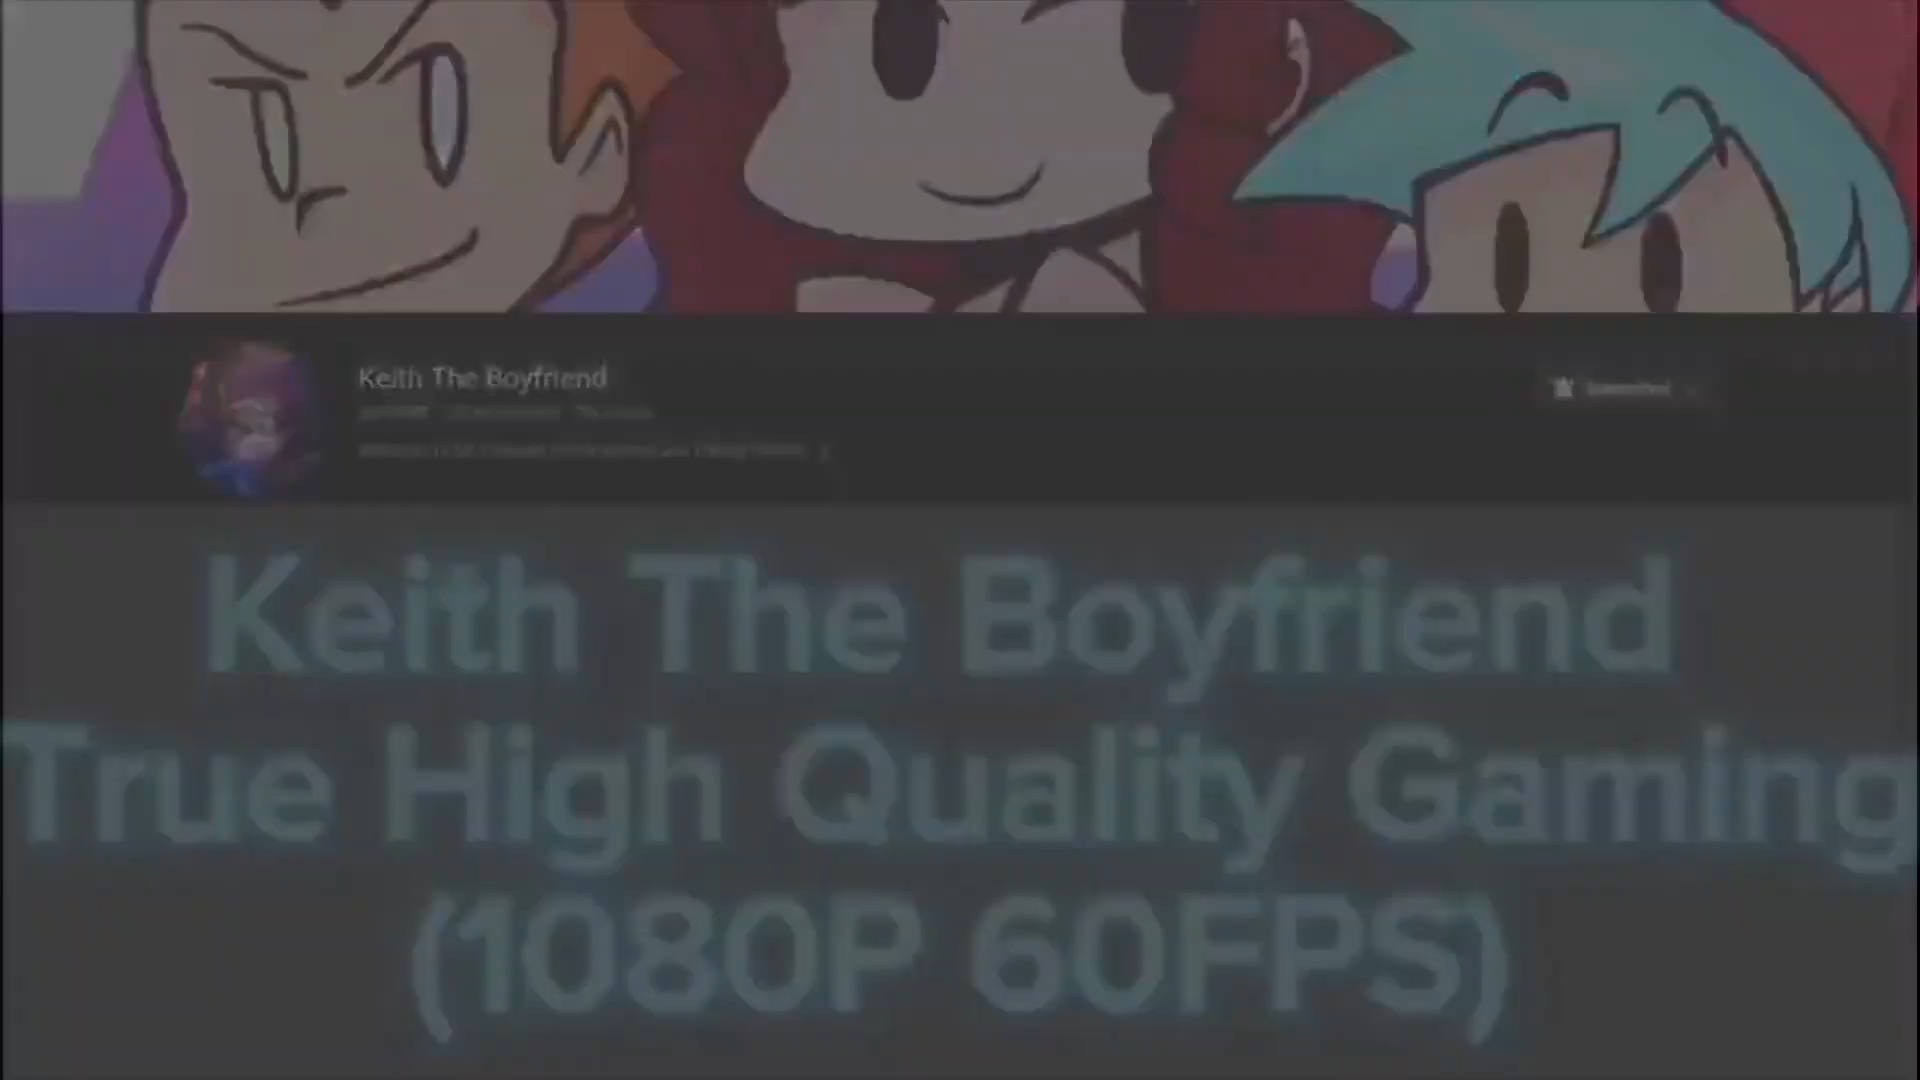 Keith The Boyfriend
Keith The Boyfriend
True High Quality Gaming
(1080P 60FPS)